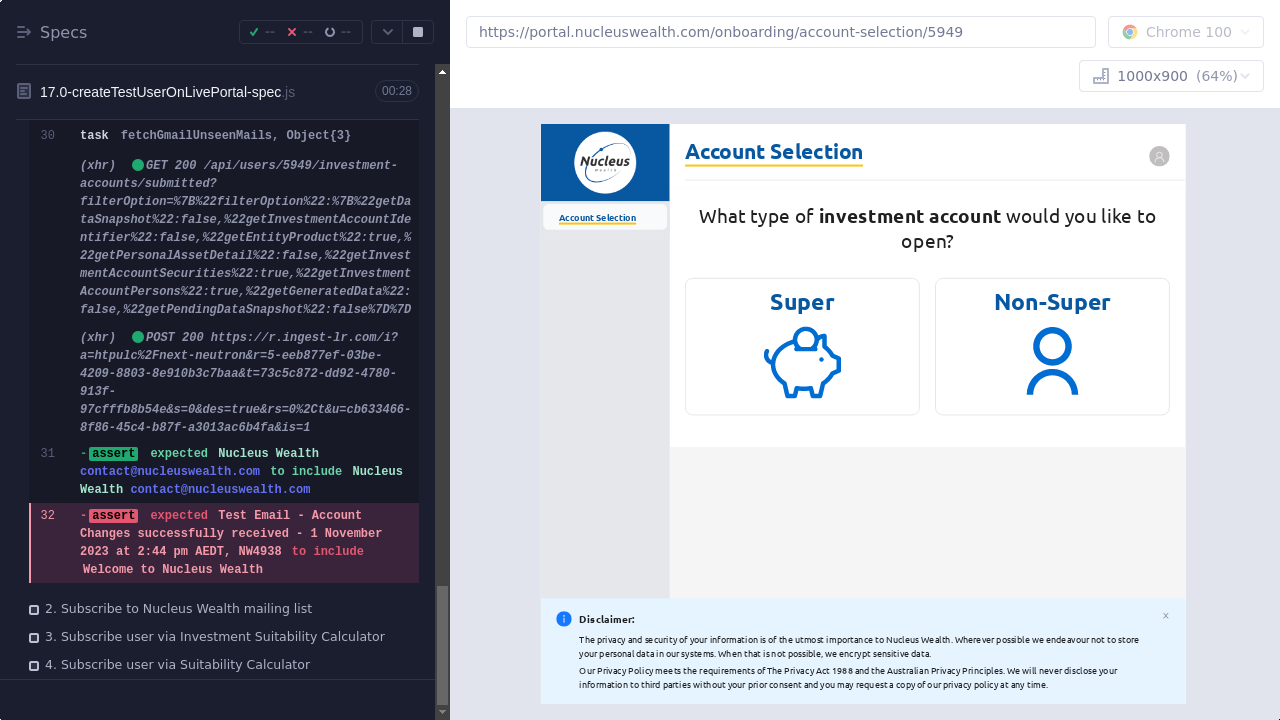 Specs
--
--
--
17.0-createTestUserOnLivePortal-spec.js
00:28
30 task fetchGmailUnseenMails, Object{3}
(xhr) GET 200 /api/users/5949/investment-
accounts/submitted?
filterOption=%7B%22filterOption%22:%7B%22getDa
taSnapshot%22:false,%22getInvestmentAccountIde
ntifier%22:false,%22getEntityProduct%22:true,%
22getPersonalAssetDetail%22:false,%22getInvest
mentAccountSecurities%22:true,%22getInvestment
AccountPersons%22:true,%22getGeneratedData%22:
false,%22getPendingDataSnapshot%22:false%7D%7D
(xhr) POST 200 https://r.ingest-lr.com/i?
a=htpulc%2Fnext-neutron&r=5-eeb877ef-03be-
4209-8803-8e910b3c7baa&t=73c5c872-dd92-4780-
913f-
97cfffb8b54e&s=0&des=true&rs=0%2Ct&u=cb633466-
8f86-45c4-b87f-a3013ac6b4fa&is=1
31 -assert expected Nucleus Wealth
contact@nucleuswealth.com to include Nucleus
Wealth contact@nucleuswealth.com
32 -assert expected Test Email - Account
Changes successfully received - 1 November
2023 at 2:44 pm AEDT, NW4938 to include
Welcome to Nucleus Wealth
2. Subscribe to Nucleus Wealth mailing list
3. Subscribe user via Investment Suitability Calculator
4. Subscribe user via Suitability Calculator
https://portal.nucleuswealth.com/onboarding/account-selection/5949
Chrome 100
1000x900 (64%)
Nucleus
Wealth
Account Selection
Account Selection
What type of investment account would you like to
open?
Super
Non-Super
Disclaimer:
The privacy and security of your information is of the utmost importance to Nucleus Wealth. Wherever possible we endeavour not to store
your personal data in our systems. When that is not possible, we encrypt sensitive data.
Our Privacy Policy meets the requirements of The Privacy Act 1988 and the Australian Privacy Principles. We will never disclose your
information to third parties without your prior consent and you may request a copy of our privacy policy at any time.